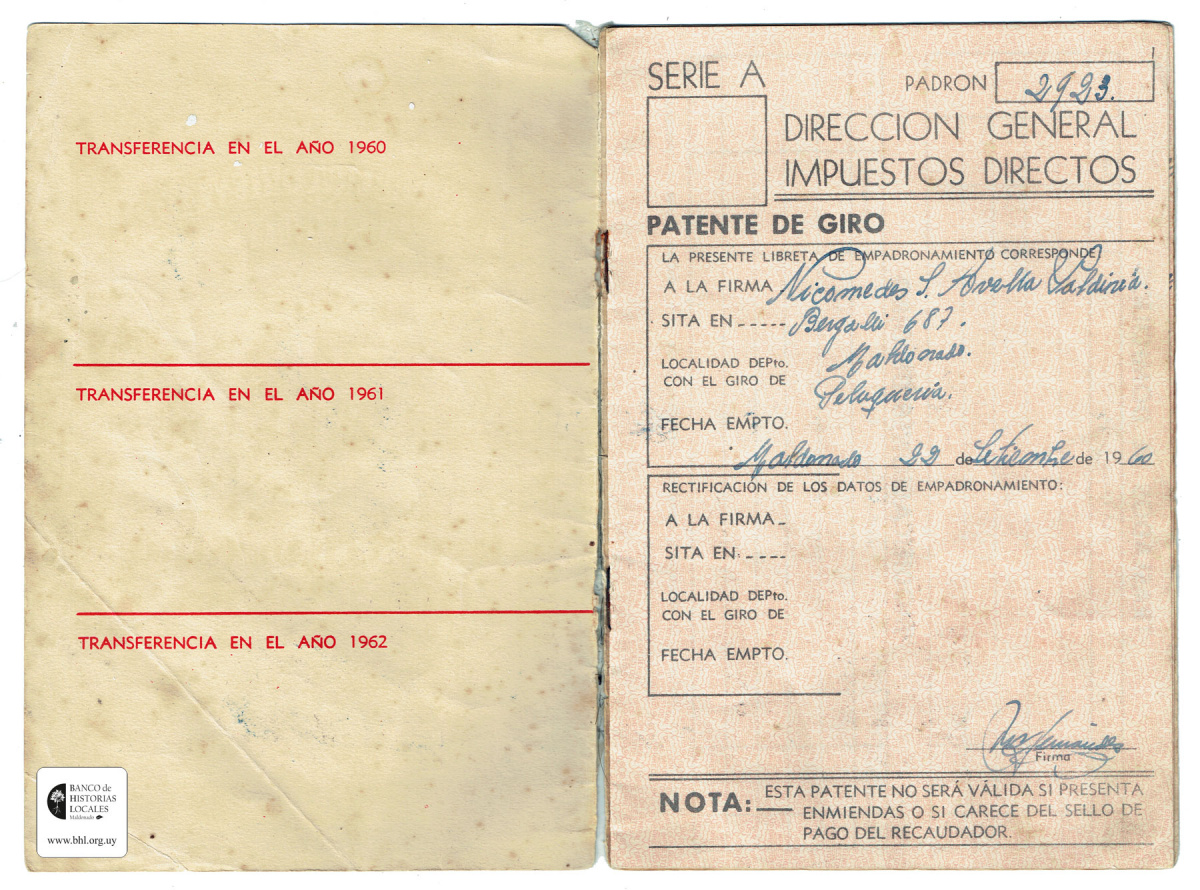 TRANSFERENCIA EN EL AÑO 1960
TRANSFERENCIA EN EL AÑO 1961
TRANSFERENCIA EN EL AÑO 1962
BANCO de
HISTORIAS
LOCALES
Maldonado
www.bhl.org.uy
SERIE A
PADRON 2923.
DIRECCION GENERAL
IMPUESTOS DIRECTOS
PATENTE DE GIRO
LA PRESENTE LIBRETA DE EMPADRONAMIENTO CORRESPONDE
A LA FIRMA Nicomedes S.
SITA EN ----- 687.
LOCALIDAD DEPto. Maldonado.
CON EL GIRO DE Peluquería.
FECHA EMPTO.
Maldonado 22 de Setiembre de 1960
RECTIFICACIÓN DE LOS DATOS DE EMPADRONAMIENTO:
A LA FIRMA _
SITA EN: ----
LOCALIDAD DEPto.
CON EL GIRO DE
FECHA EMPTO.
Firma
NOTA:— ESTA PATENTE NO SERÁ VÁLIDA SI PRESENTA
ENMIENDAS O SI CARECE DEL SELLO DE
PAGO DEL RECAUDADOR.